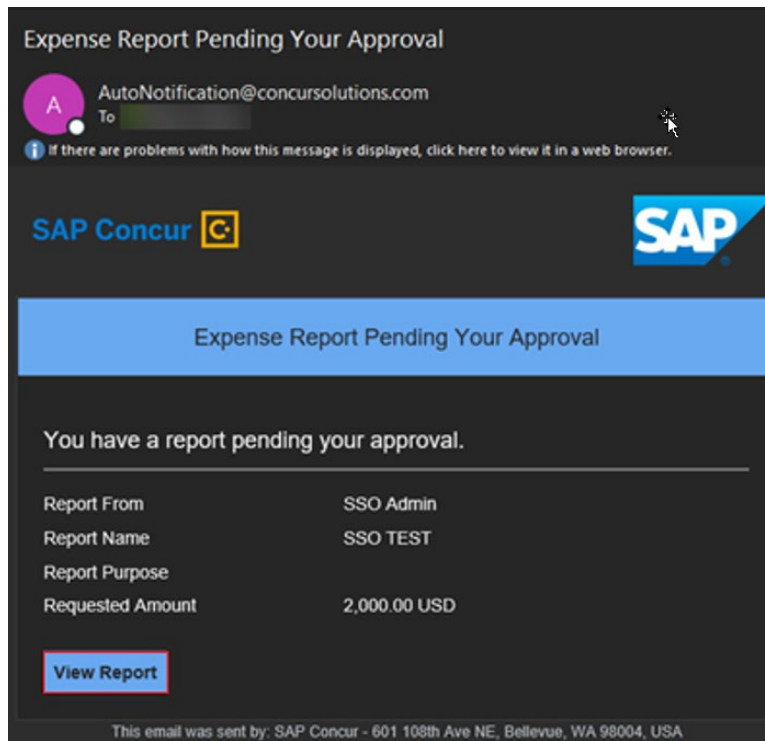 Expense Report Pending Your Approval
A
AutoNotification@concursolutions.com
To
If there are problems with how this message is displayed, click here to view it in a web browser.
SAP Concur C
SAP
Expense Report Pending Your Approval
You have a report pending your approval.
Report From SSO Admin
Report Name SSO TEST
Report Purpose
Requested Amount 2,000.00 USD
View Report
This email was sent by: SAP Concur - 601 108th Ave NE, Bellevue, WA 98004, USA